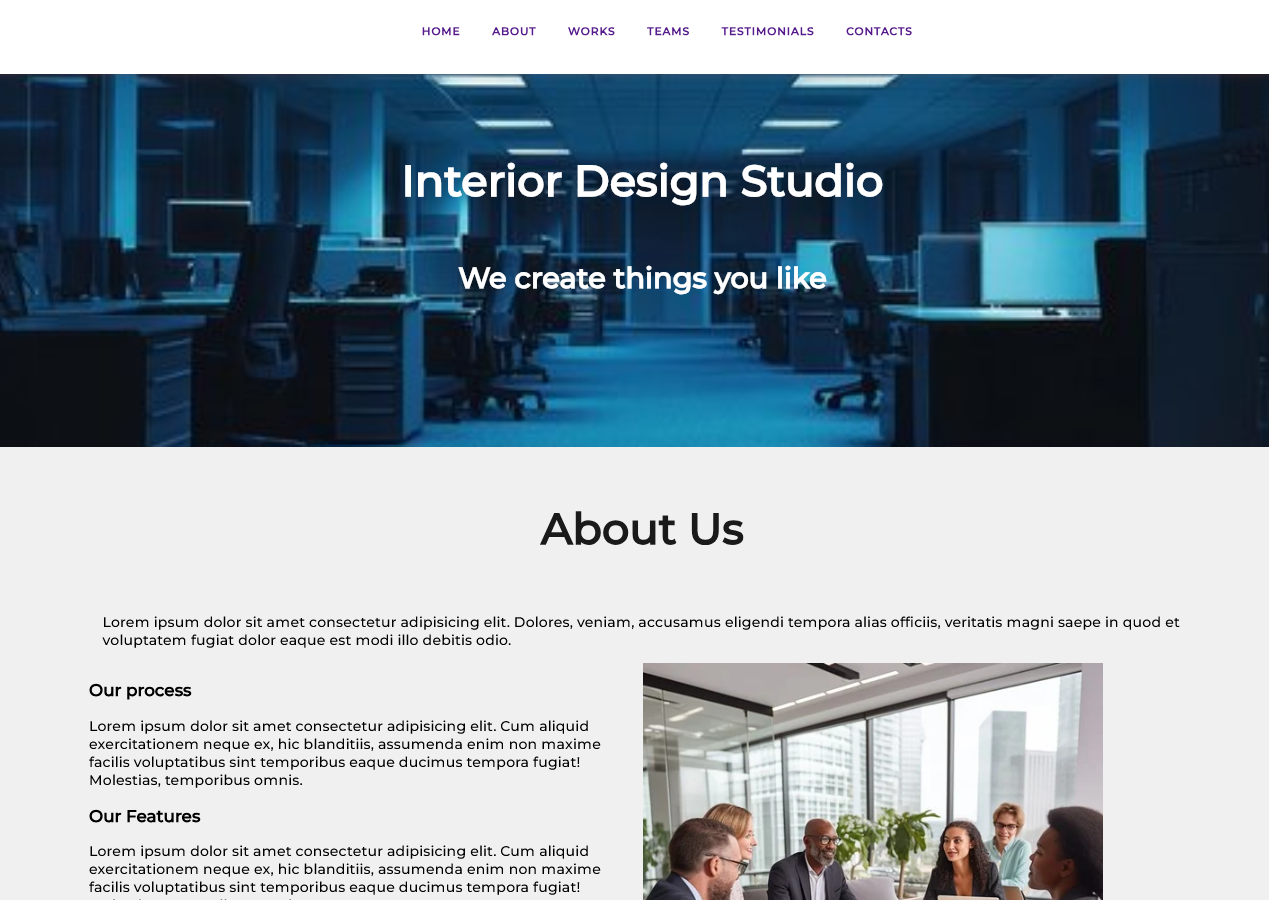 HOME ABOUT WORKS TEAMS TESTIMONIALS CONTACTS
Interior Design Studio
We create things you like
About Us
Lorem ipsum dolor sit amet consectetur adipisicing elit. Dolores, veniam, accusamus eligendi tempora alias officiis, veritatis magni saepe in quod et
voluptatem fugiat dolor eaque est modi illo debitis odio.
Our process
Lorem ipsum dolor sit amet consectetur adipisicing elit. Cum aliquid
exercitationem neque ex, hic blanditiis, assumenda enim non maxime
facilis voluptatibus sint temporibus eaque ducimus tempora fugiat!
Molestias, temporibus omnis.
Our Features
Lorem ipsum dolor sit amet consectetur adipisicing elit. Cum aliquid
exercitationem neque ex, hic blanditiis, assumenda enim non maxime
facilis voluptatibus sint temporibus eaque ducimus tempora fugiat!